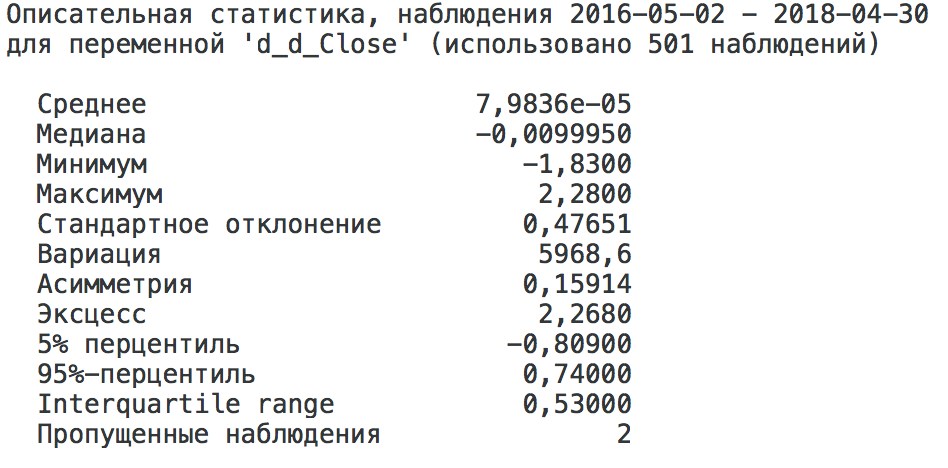 Описательная статистика, наблюдения 2016-05-02 - 2018-04-30
для переменной 'd_d_Close' (использовано 501 наблюдений)
Среднее 7,9836e-05
Медиана -0,0099950
Минимум -1,8300
Максимум 2,2800
Стандартное отклонение 0,47651
Вариация 5968,6
Асимметрия 0,15914
Эксцесс 2,2680
5% перцентиль -0,80900
95%-перцентиль 0,74000
Interquartile range 0,53000
Пропущенные наблюдения 2